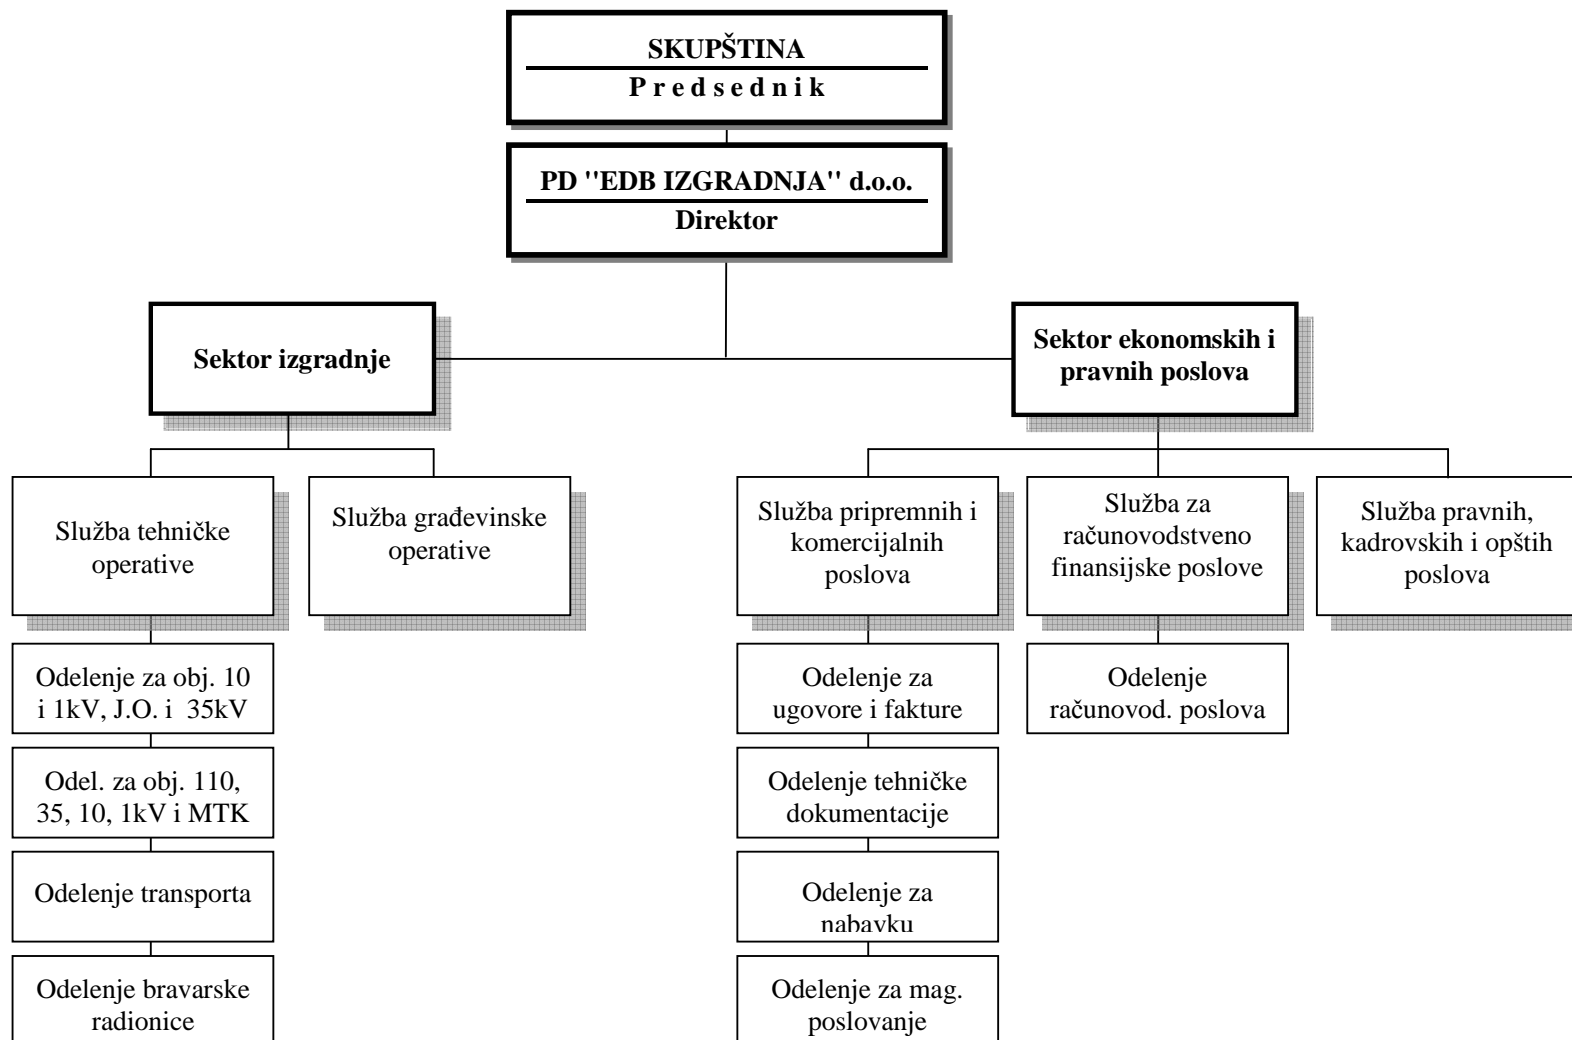 SKUPŠTINA
P r e d s e d n i k
PD "EDB IZGRADNJA" d.o.o.
Direktor
Sektor izgradnje
Sektor ekonomskih i
pravnih poslova
Služba tehničke
operative
Služba građevinske
operative
Služba pripremnih i
komercijalnih
poslova
Služba za
računovodstveno
finansijske poslove
Služba pravnih,
kadrovskih i opštih
poslova
Odelenje za obj. 10
i 1kV, J.O. i 35kV
Odel. za obj. 110,
35, 10, 1kV i MTK
Odelenje transporta
Odelenje bravarske
radionice
Odelenje za
ugovore i fakture
Odelenje tehničke
dokumentacije
Odelenje za
nabavku
Odelenje za mag.
poslovanje
Odelenje
računovod. poslova